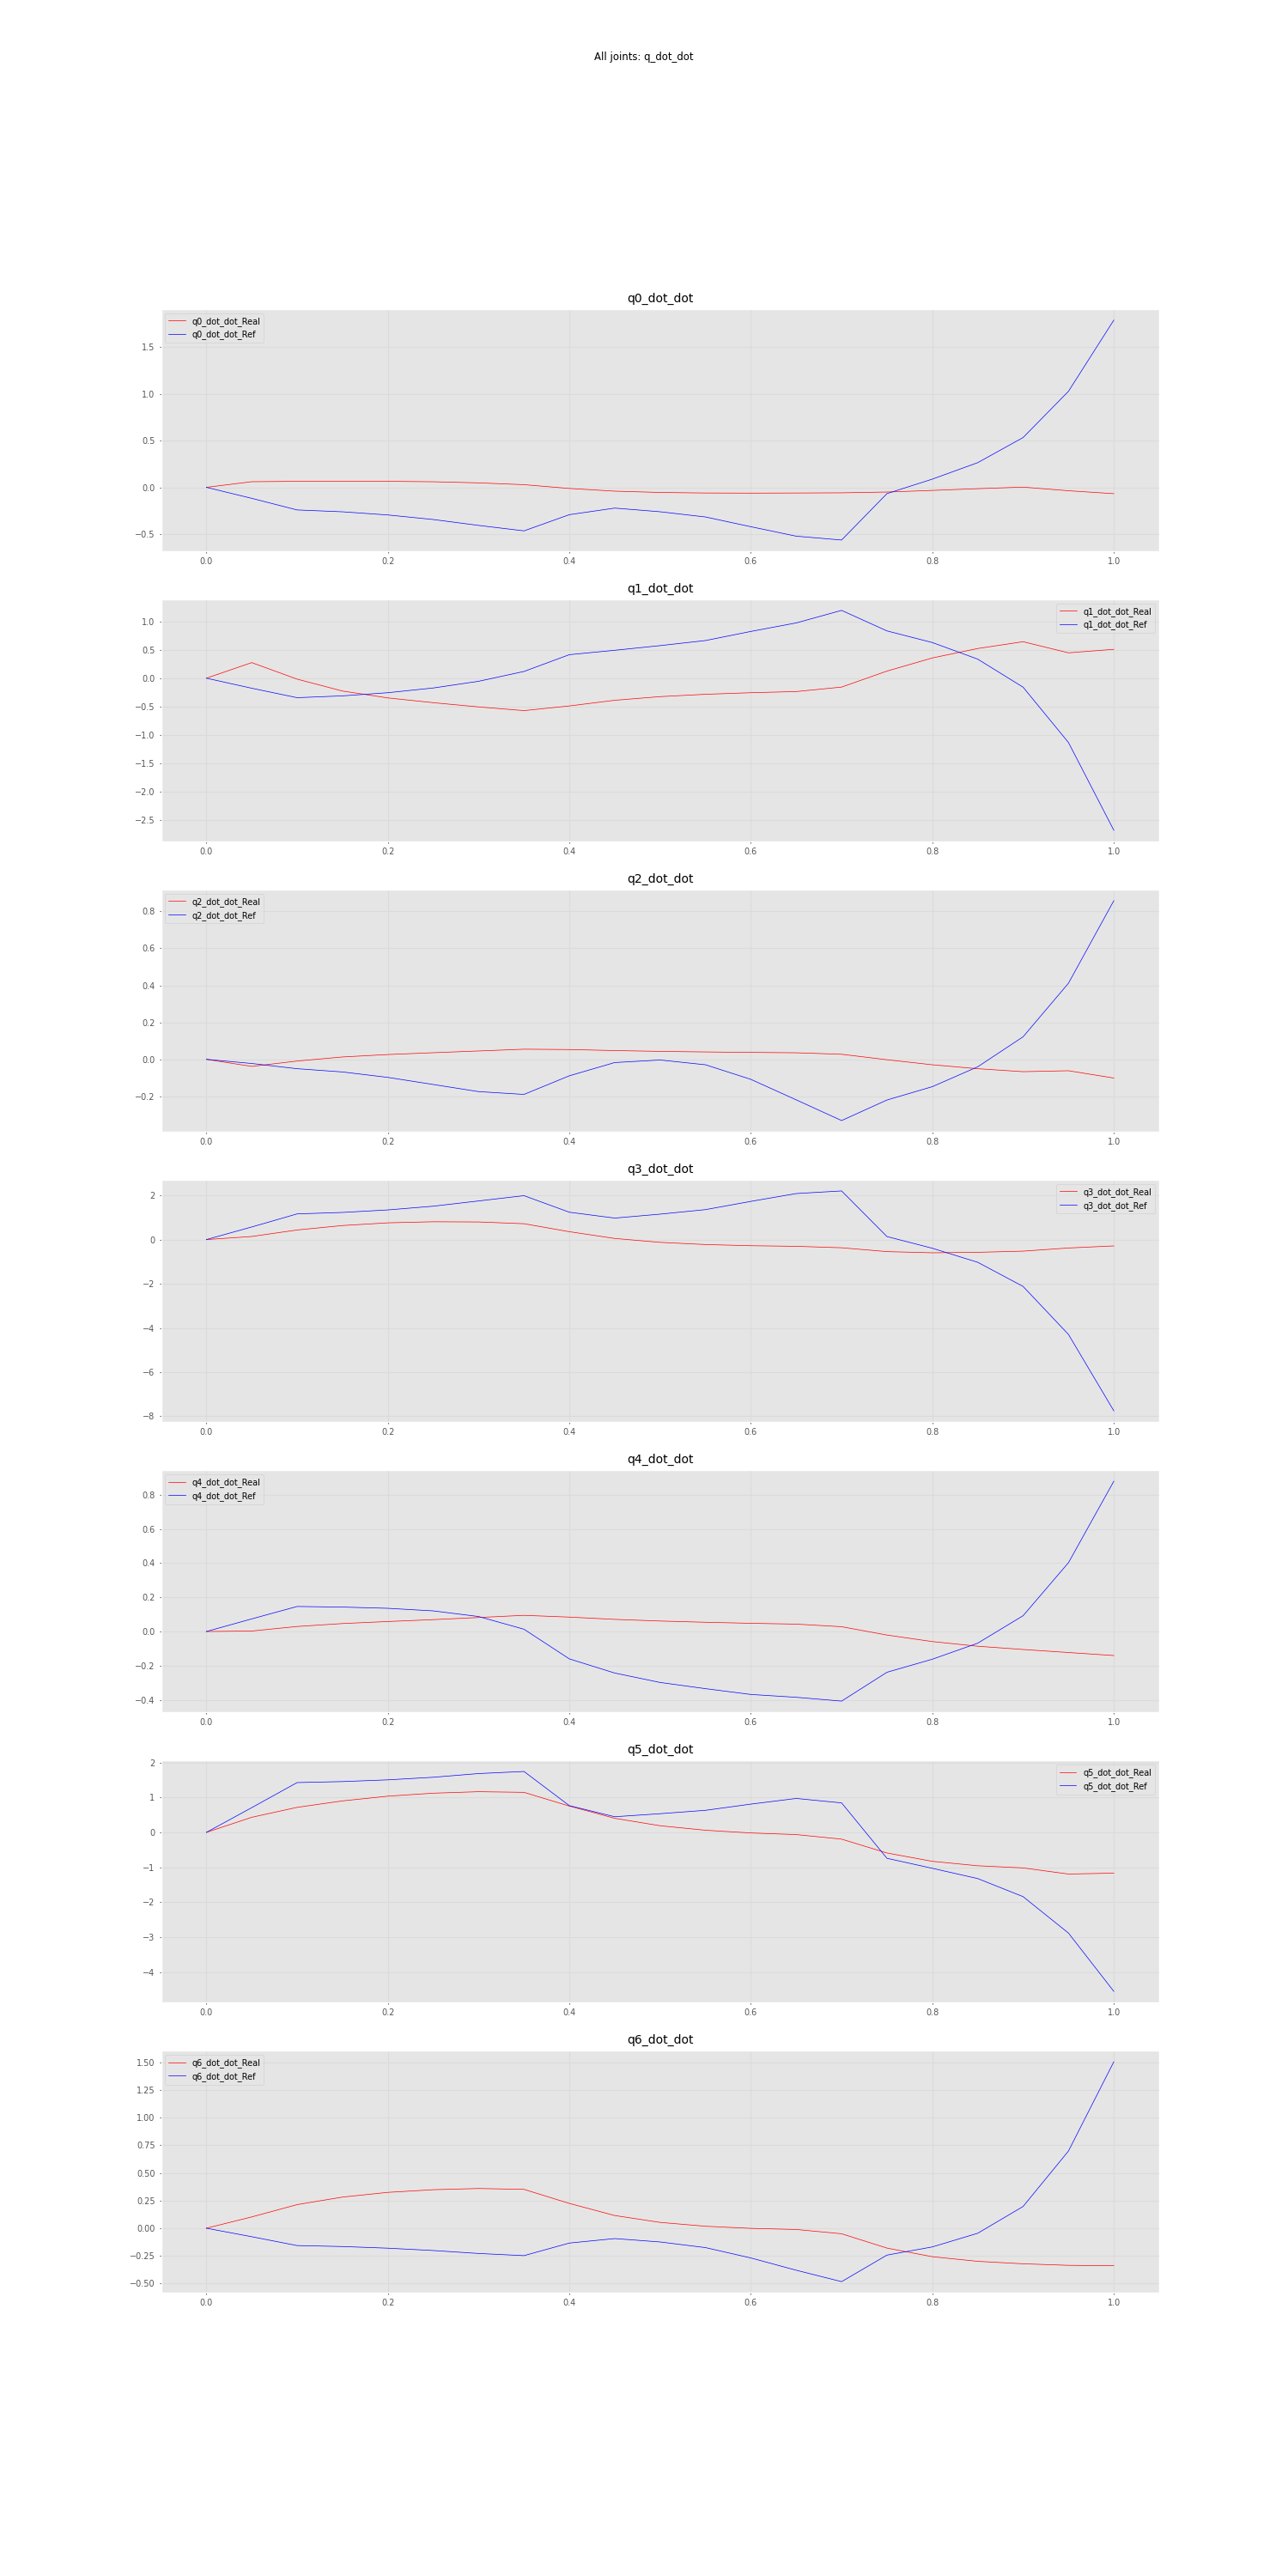 All joints: q_dot_dot
q0_dot_dot
q0_dot_dot_Real
q0_dot_dot_Ref
1.5
1.0
0.5
0.0
−0.5
0.0 0.2 0.4 0.6 0.8 1.0
q1_dot_dot
q1_dot_dot_Real
q1_dot_dot_Ref
1.0
0.5
0.0
−0.5
−1.0
−1.5
−2.0
−2.5
0.0 0.2 0.4 0.6 0.8 1.0
q2_dot_dot
q2_dot_dot_Real
q2_dot_dot_Ref
0.8
0.6
0.4
0.2
0.0
−0.2
0.0 0.2 0.4 0.6 0.8 1.0
q3_dot_dot
q3_dot_dot_Real
q3_dot_dot_Ref
2
0
−2
−4
−6
−8
0.0 0.2 0.4 0.6 0.8 1.0
q4_dot_dot
q4_dot_dot_Real
q4_dot_dot_Ref
0.8
0.6
0.4
0.2
0.0
−0.2
−0.4
0.0 0.2 0.4 0.6 0.8 1.0
q5_dot_dot
q5_dot_dot_Real
q5_dot_dot_Ref
2
1
0
−1
−2
−3
−4
0.0 0.2 0.4 0.6 0.8 1.0
q6_dot_dot
q6_dot_dot_Real
q6_dot_dot_Ref
1.50
1.25
1.00
0.75
0.50
0.25
0.00
−0.25
−0.50
0.0 0.2 0.4 0.6 0.8 1.0